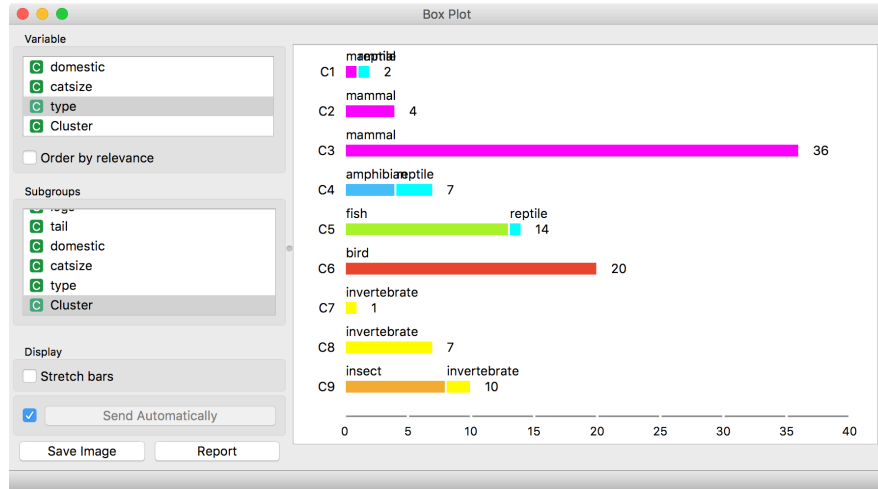 Box Plot
Variable
C domestic
C catsize
C type
C Cluster
Order by relevance
Subgroups
C tail
C domestic
C catsize
C type
C Cluster
Display
Stretch bars
Send Automatically
Save Image
Report
mammal reptile
C1 2
mammal
C2 4
mammal
C3 36
amphibian reptile
C4 7
fish reptile
C5 14
bird
C6 20
invertebrate
C7 1
invertebrate
C8 7
insect invertebrate
C9 10
0 5 10 15 20 25 30 35 40